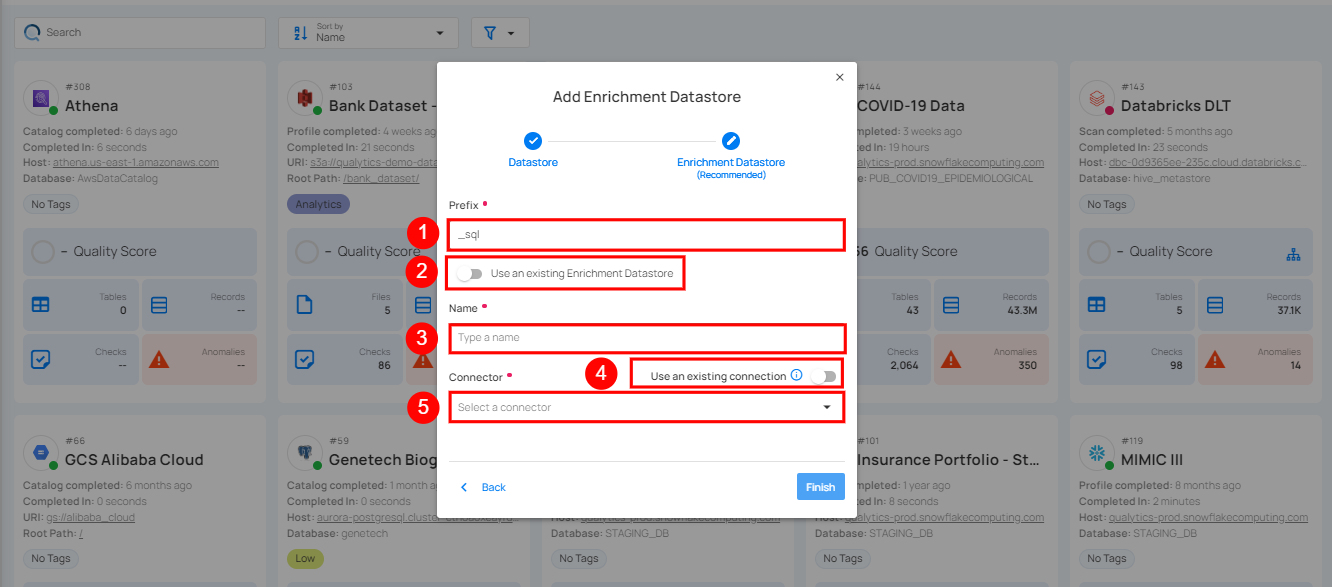 Search
Sort by
Name
#308
Athena
Catalog completed: 6 days ago
Completed In: 6 seconds
Host: athena.us-east-1.amazonaws.com
Database: AwsDataCatalog
No Tags
– Quality Score
Tables
0
Records
--
Checks
--
Anomalies
--
#103
Bank Dataset -
Profile completed: 4 weeks ag
Completed In: 21 seconds
URI: s3a://qualytics-demo-data
Root Path: /bank_dataset/
Analytics
– Quality Score
Files
5
Checks
86
Add Enrichment Datastore
Datastore
Enrichment Datastore
(Recommended)
Prefix
1
_sql
2
Use an existing Enrichment Datastore
Name
3
Type a name
Connector
4
Use an existing connection
5
Select a connector
Back
Finish
#144
COVID-19 Data
mpleted: 3 weeks ago
In: 19 hours
alytics-prod.snowflakecomputing.com
e: PUB_COVID19_EPIDEMIOLOGICAL
56 Quality Score
Tables
43
Records
43.3M
Checks
2,064
Anomalies
350
#143
Databricks DLT
Scan completed: 5 months ago
Completed In: 23 seconds
Host: dbc-0d9365ee-235c.cloud.databricks.c...
Database: hive_metastore
No Tags
– Quality Score
Tables
5
Records
37.1K
Checks
98
Anomalies
14
#66
GCS Alibaba Cloud
Catalog completed: 6 months ago
Completed In: 0 seconds
URI: gs://alibaba_cloud
Root Path: /
No Tags
#59
Genetech Biog
Catalog completed: 1 month a
Completed In: 0 seconds
Host: aurora-postgresql.cluster-
Database: genetech
Low
Host: qualytics-prod.snowflakecomputing.com
Database: STAGING_DB
No Tags
#101
Insurance Portfolio - St...
completed: 1 year ago
Completed In: 8 seconds
Host: qualytics-prod.snowflakecomputing.com
Database: STAGING_DB
No Tags
#119
MIMIC III
Profile completed: 8 months ago
Completed In: 2 minutes
Host: qualytics-prod.snowflakecomputing.com
Database: STAGING_DB
No Tags